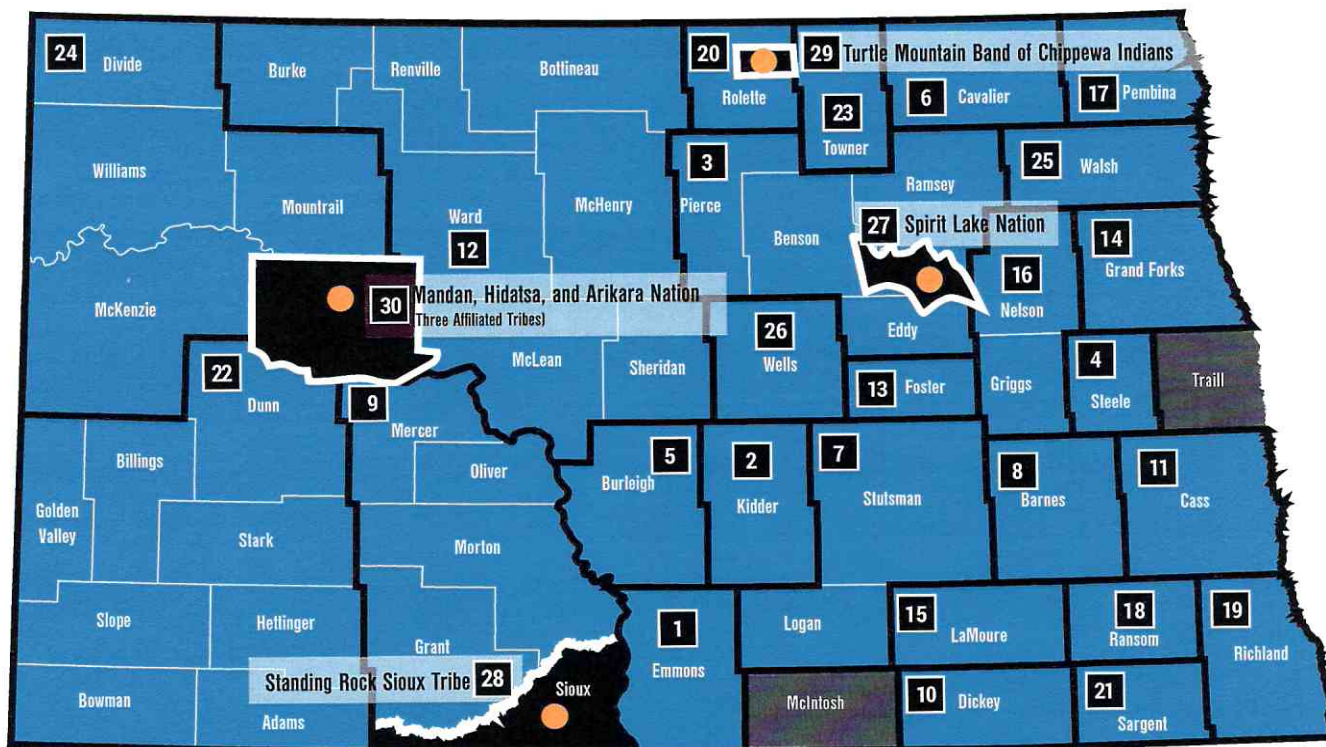 24
Divide
Burke
Renville
Bottineau
20
Rolette
29 Turtle Mountain Band of Chippewa Indians
23
Towner
6
Cavalier
17 Pembina
Williams
Mountrail
Ward
12
McHenry
3
Pierce
Benson
Ramsey
25 Walsh
27 Spirit Lake Nation
14
Grand Forks
16
Nelson
McKenzie
30 Mandan, Hidatsa, and Arikara Nation
(Three Affiliated Tribes)
McLean
Sheridan
26
Wells
Eddy
13 Foster
Griggs
4
Steele
Traill
22
Dunn
9
Mercer
Oliver
Golden
Valley
Billings
Stark
Morton
5
Burleigh
2
Kidder
7
Slutsman
8
Barnes
11
Cass
Slope
Hettinger
Grant
Bowman
Adams
Standing Rock Sioux Tribe 28
Sioux
1
Emmons
Logan
McIntosh
15
LaMoure
10
Dickey
18
Ransom
21
Sargent
19
Richland